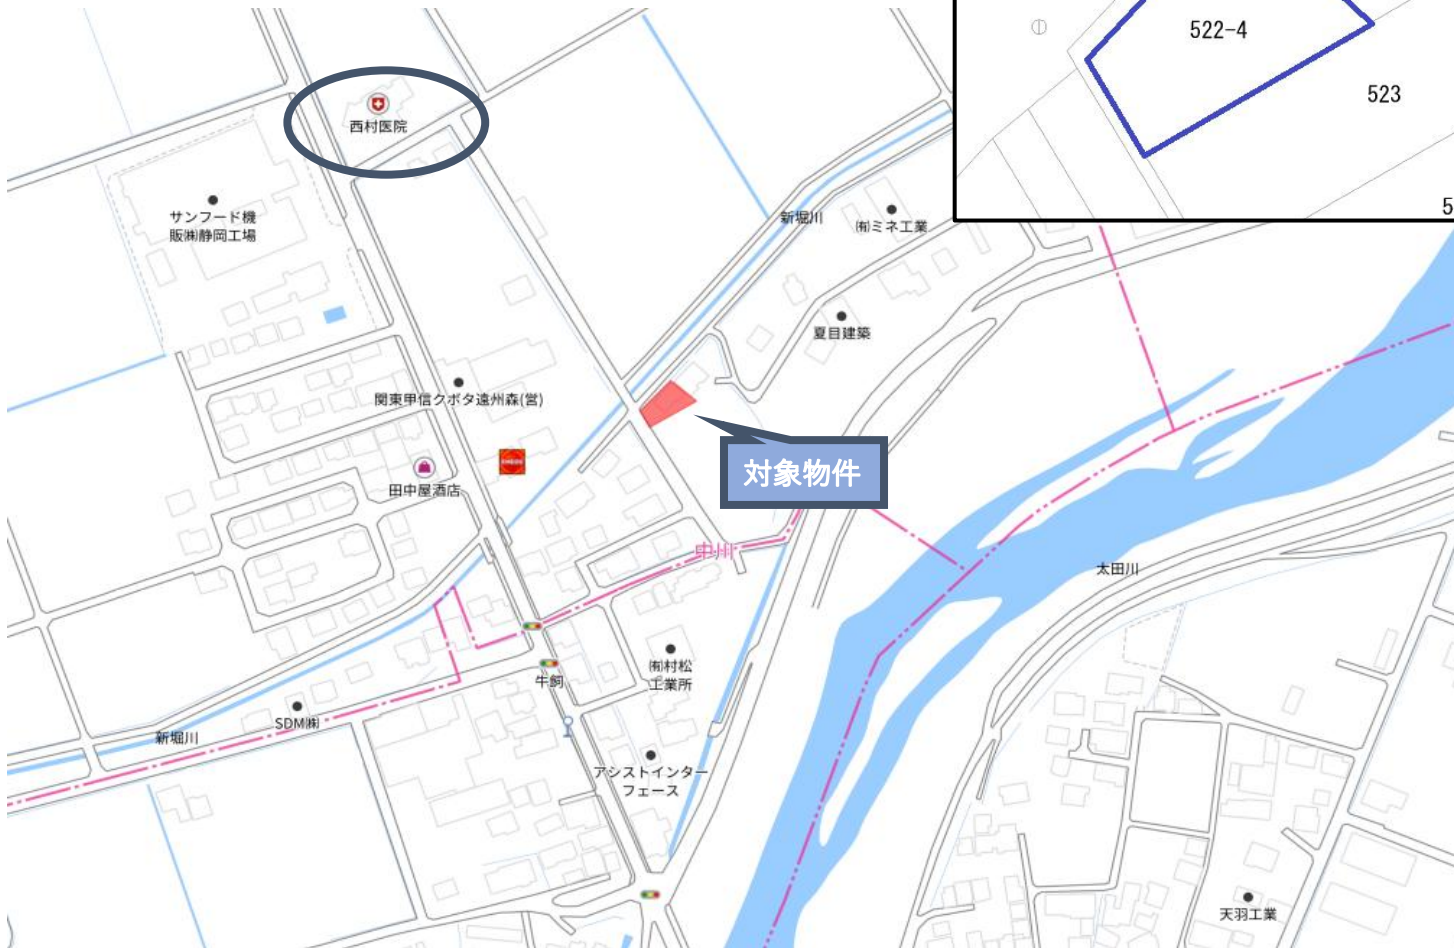 522-4
523
5
西村医院
サンフード機
販㈱静岡工場
新堀川
㈲ミネ工業
夏目建築
関東甲信クボタ遠州森(営)
ENEOS
対象物件
田中屋酒店
中川
太田川
㈲村松
工業所
牛飼
SDM㈱
新堀川
アシストインター
フェース
天羽工業